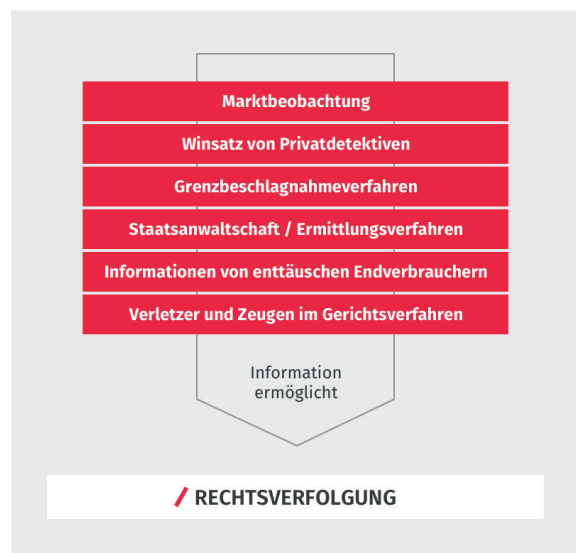 Marktbeobachtung
Winsatz von Privatdetektiven
Grenzbeschlagnahmeverfahren
Staatsanwaltschaft / Ermittlungsverfahren
Informationen von enttäuschen Endverbrauchern
Verletzer und Zeugen im Gerichtsverfahren
Information
ermöglicht
/ RECHTSVERFOLGUNG